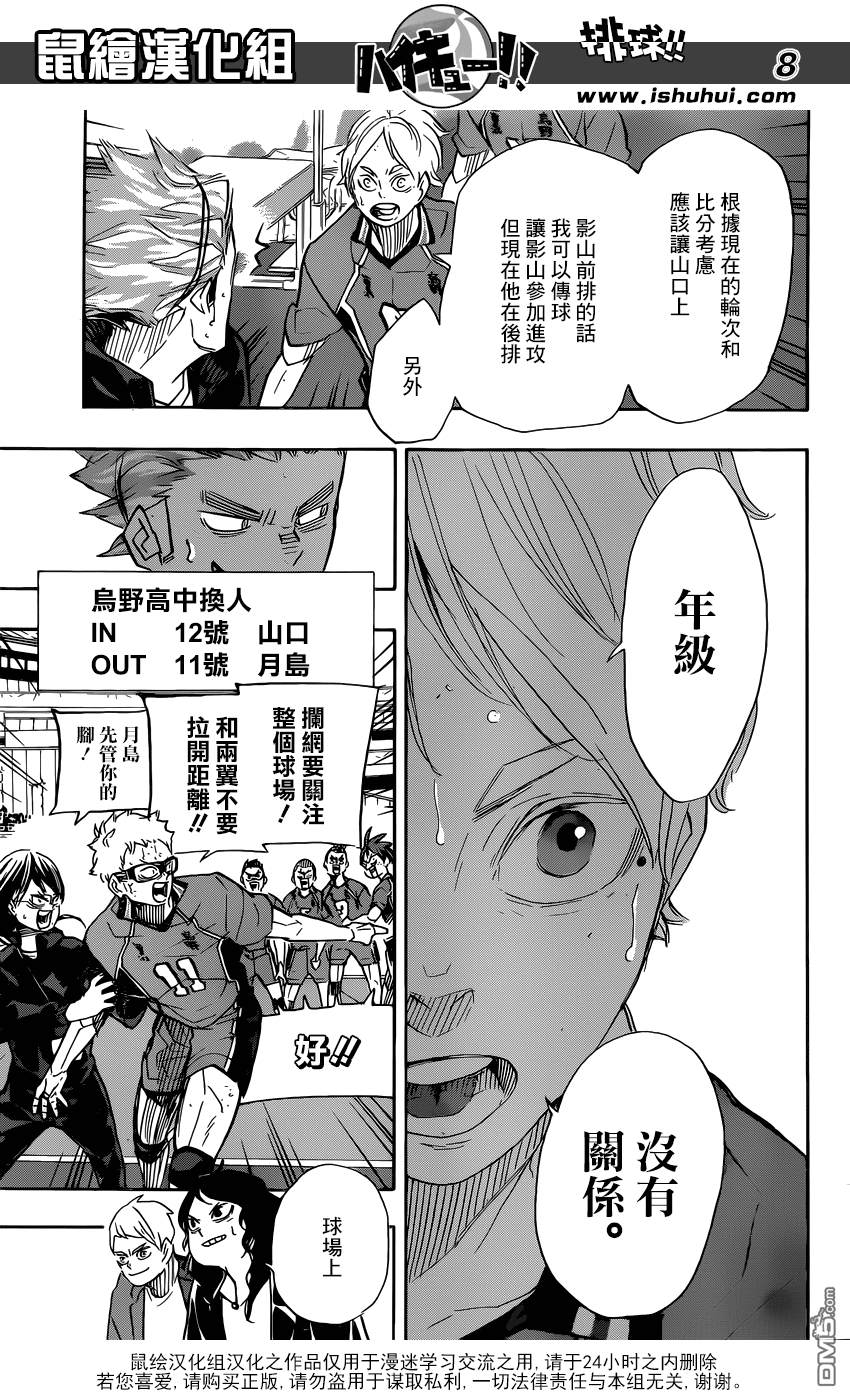 鼠繪漢化组
ハイキュー!!
排球!!
8
www.ishuhui.com
烏野
根據現在的輪次和
比分考慮
應該讓山口上
影山前排的話
我可以傳球
讓影山參加進攻
但現在他在後排
另外
年級
沒有
關係。
烏野高中換人
IN 12號 山口
OUT 11號 月島
攔網要關注
整個球場!
和兩翼不要
拉開距離!!
月島
先管你的
腳!
11
好!!
球場上
鼠绘汉化组汉化之作品仅用于漫迷学习交流之用, 请于24小时之内删除
若您喜爱, 请购买正版, 请勿用于谋取私利, 一切法律责任与本组无关, 谢谢。
DM5.com